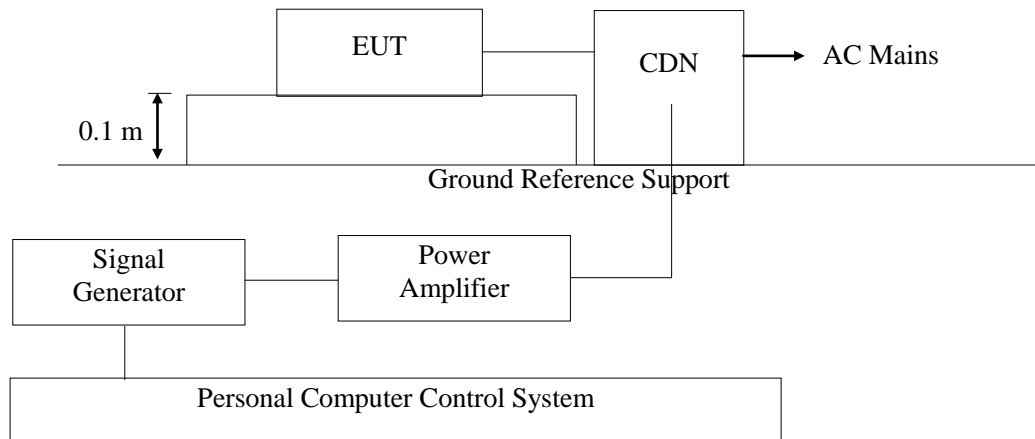 EUT
CDN
AC Mains
0.1 m
Ground Reference Support
Signal
Generator
Power
Amplifier
Personal Computer Control System